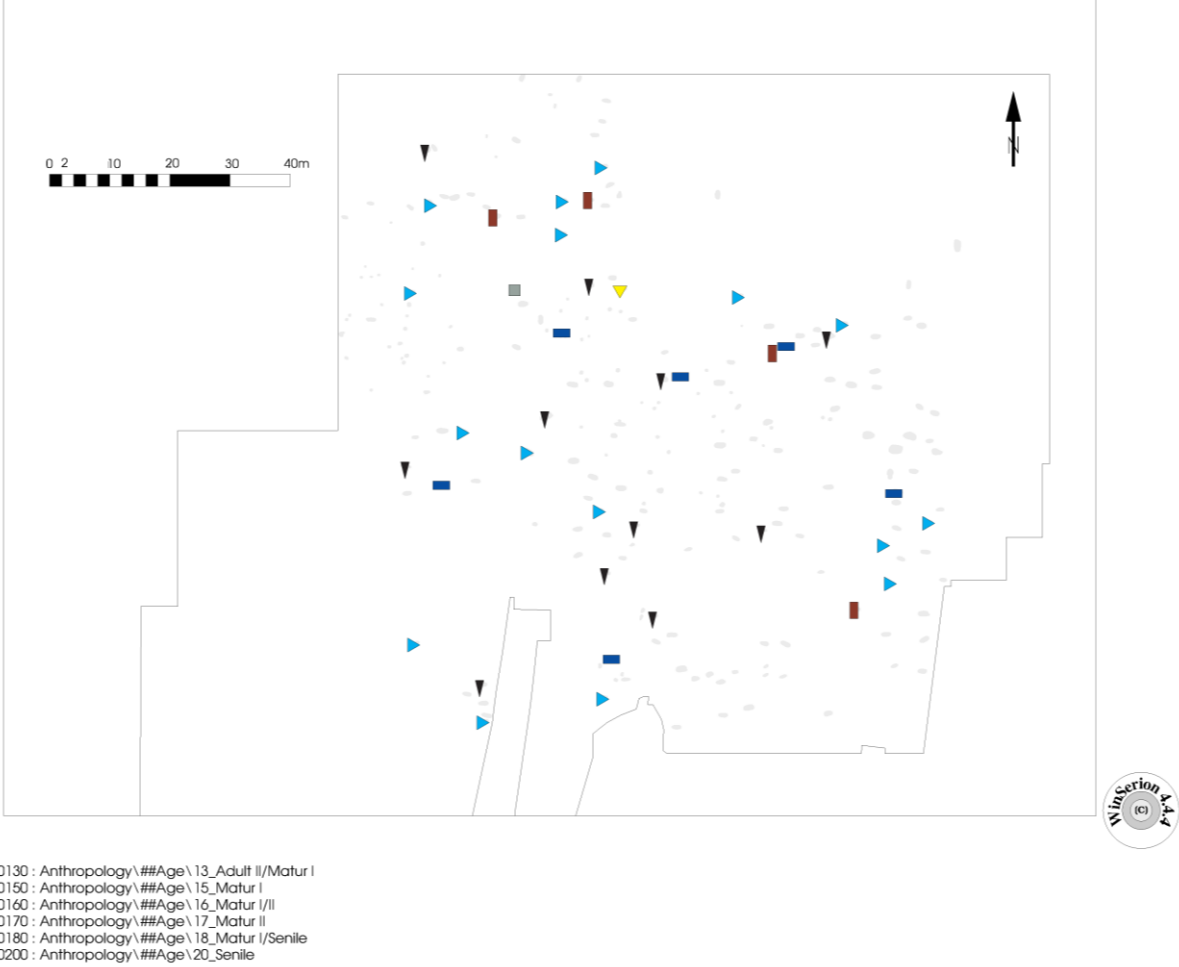 0 2 10 20 30 40m
N
WinSerion 4.4.4
(C)
0130 : Anthropology\##Age\13_Adult II/Matur I
0150 : Anthropology\##Age\15_Matur I
0160 : Anthropology\##Age\16_Matur I/II
0170 : Anthropology\##Age\17_Matur II
0180 : Anthropology\##Age\18_Matur I/Senile
0200 : Anthropology\##Age\20_Senile